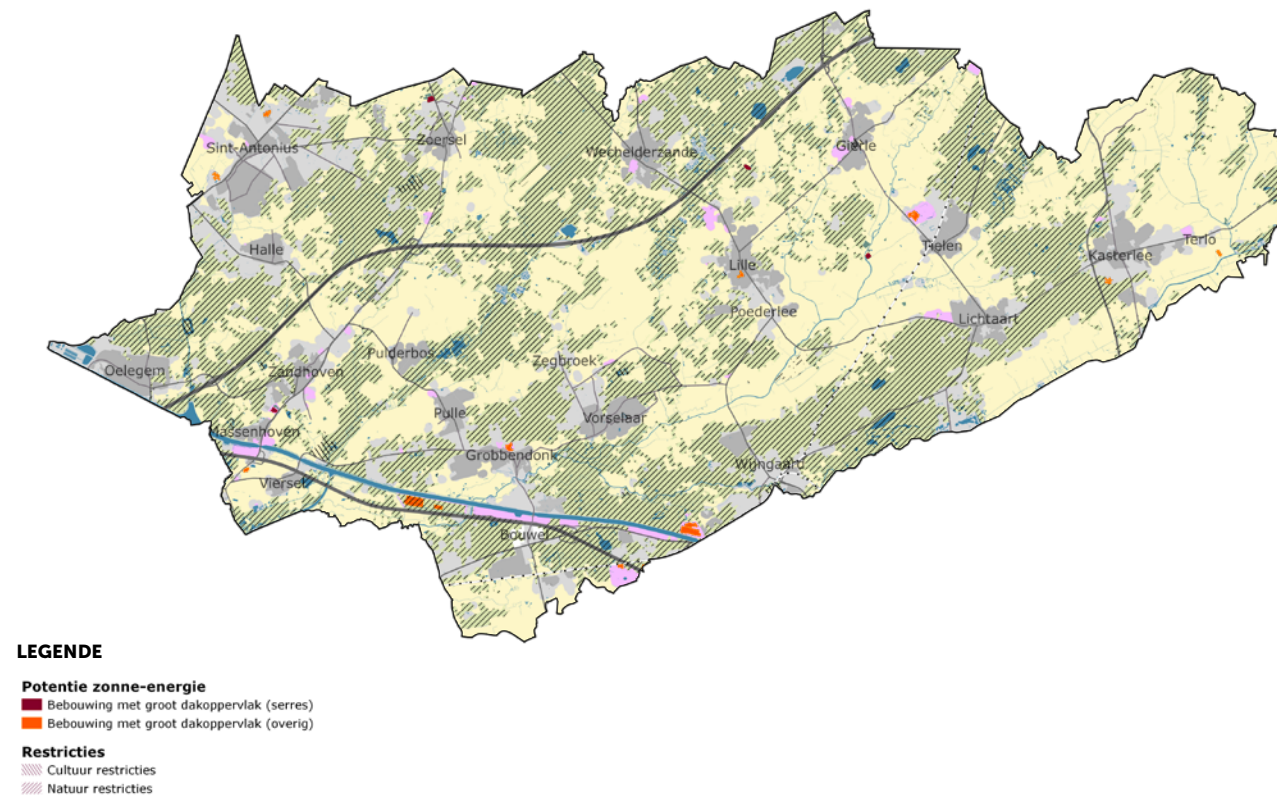 Sint-Antonius
Zoersel
Wechelderzande
Gierle
Halle
Tielen
Terlo
Kasterlee
Lille
Poederlee
Lichtaart
Oelegem
Zandhoven
Pulderbos
Zegbroek
Pulle
Vorselaar
Massenhoven
Grobbendonk
Wijngaard
Viersel
Bouwel
LEGENDE
Potentie zonne-energie
Bebouwing met groot dakoppervlak (serres)
Bebouwing met groot dakoppervlak (overig)
Restricties
Cultuur restricties
Natuur restricties